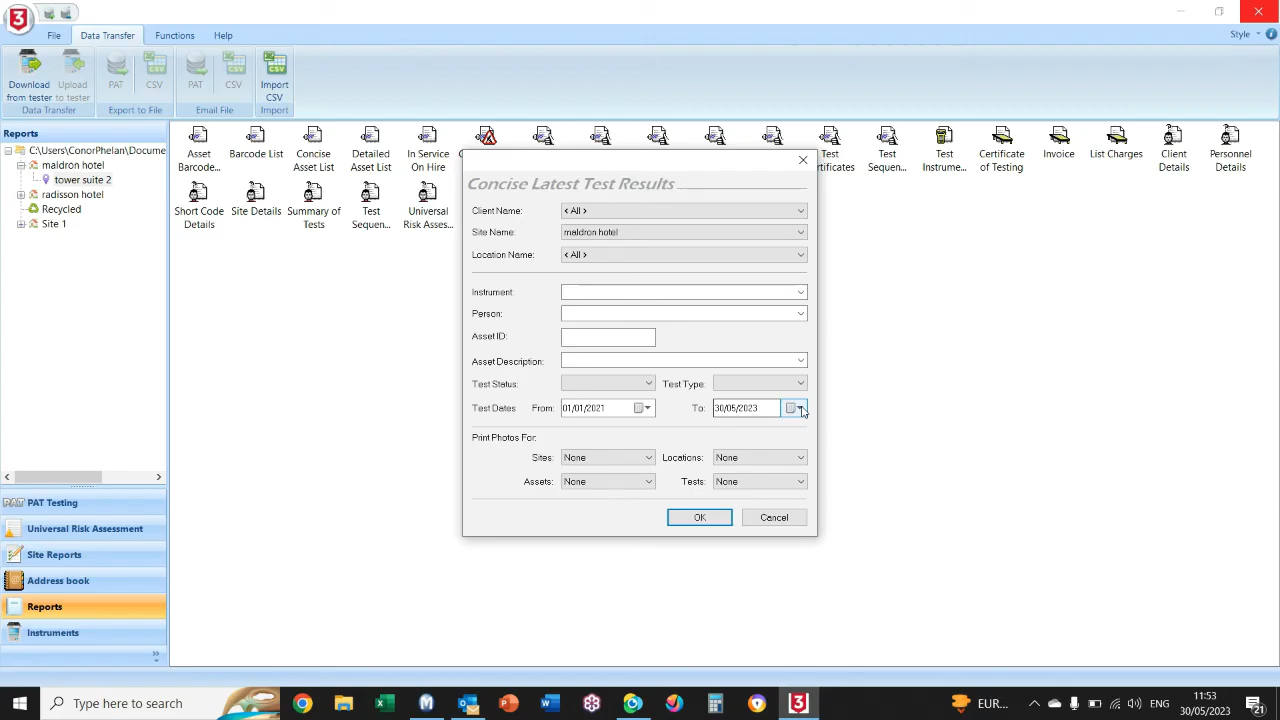 3
File
Data Transfer
Functions
Help
Style
Download
from tester
Upload
to tester
PAT
CSV
PAT
CSV
Import
CSV
Data Transfer
Export to File
Email File
Import
Reports
C:\Users\ConorPhelan\Docume
maldron hotel
tower suite 2
radisson hotel
Recycled
Site 1
Asset
Barcode...
Barcode List
Concise
Asset List
Detailed
Asset List
In Service
On Hire
Test
Certificates
Test
Sequen...
Test
Instrume...
Certificate
of Testing
Invoice
List Charges
Client
Details
Personnel
Details
Short Code
Details
Site Details
Summary of
Tests
Test
Sequen...
Universal
Risk Asses...
Concise Latest Test Results
Client Name: < All >
Site Name: maldron hotel
Location Name: < All >
Instrument:
Person:
Asset ID:
Asset Description:
Test Status: Test Type:
Test Dates From: 01/01/2021 To: 30/05/2023
Print Photos For:
Sites: None Locations: None
Assets: None Tests: None
OK Cancel
PAT PAT Testing
Universal Risk Assessment
Site Reports
Address book
Reports
Instruments
Type here to search
EUR...
ENG
11:53
30/05/2023
21